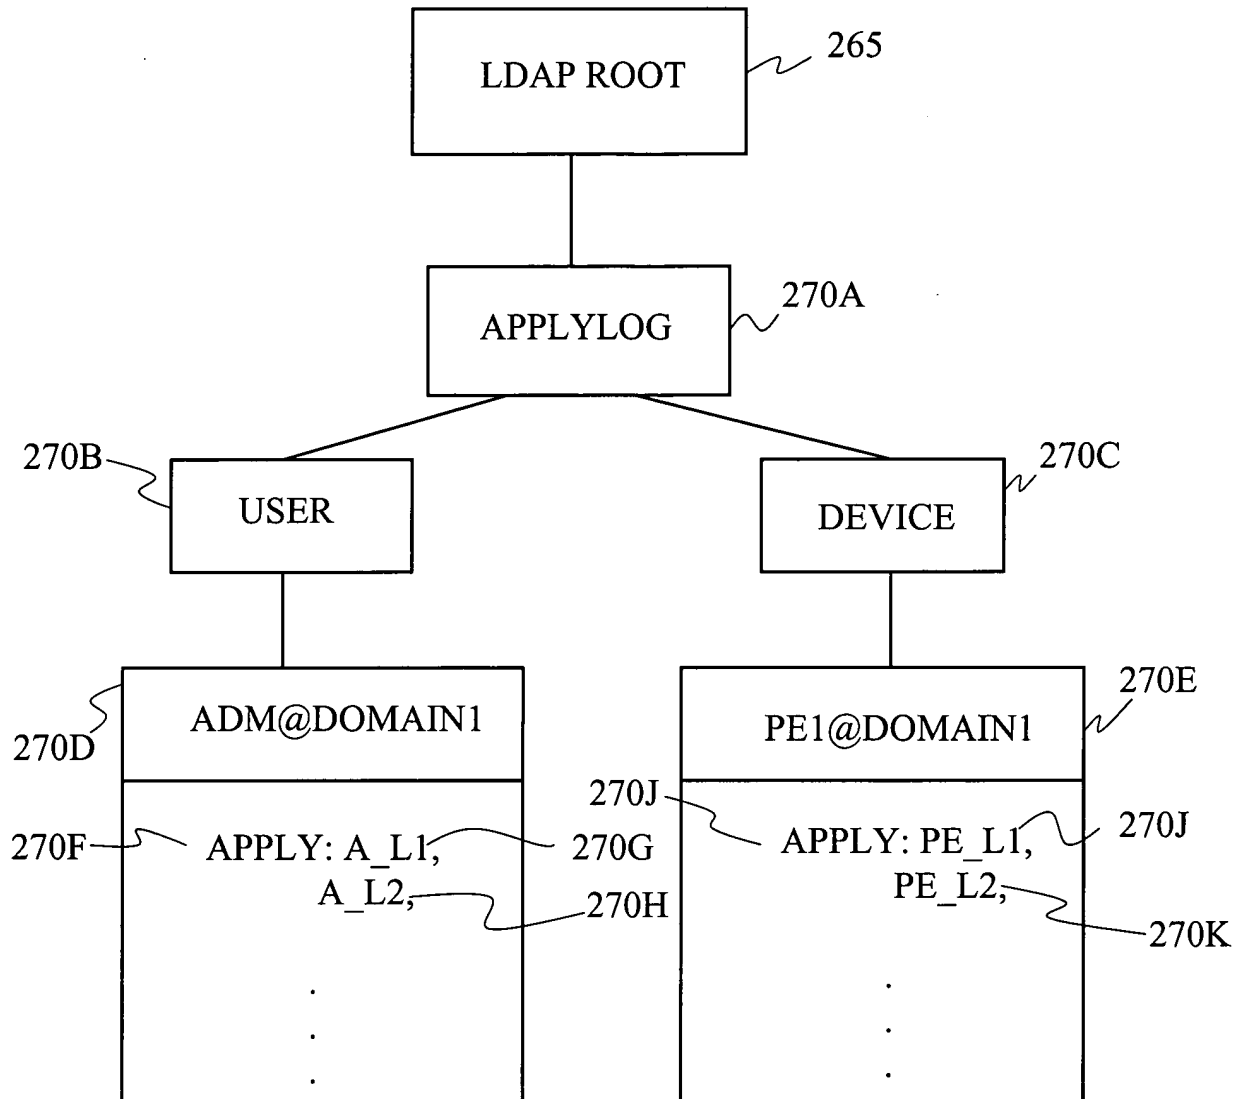 LDAP ROOT
265
APPLYLOG
270A
270B
USER
270C
DEVICE
270D
ADM@DOMAIN1
270E
PE1@DOMAIN1
270F
APPLY: A_L1,
270G
A_L2,
270H
270J
APPLY: PE_L1,
270J
PE_L2,
270K